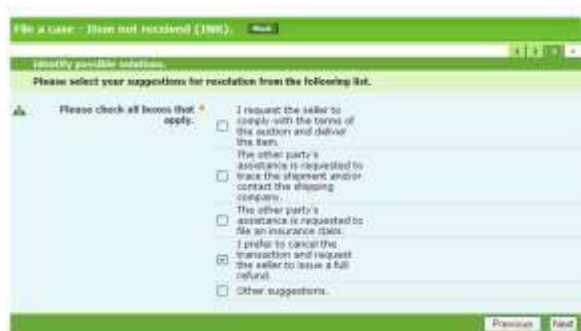 File a case - Item not received (INR).
Identify possible solutions.
Please select your suggestions for resolution from the following list.
Please check all boxes that *
apply.
I request the seller to
comply with the terms of
the auction and deliver
the item.
The other party's
assistance is requested to
trace the shipment and/or
contact the shipping
company.
The other party's
assistance is requested to
file an insurance claim.
I prefer to cancel the
transaction and request
the seller to issue a full
refund.
Other suggestions.
Previous Next